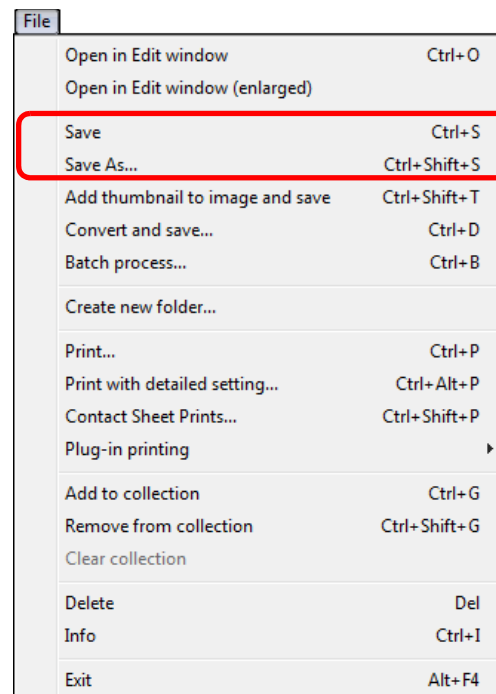 File
Open in Edit window Ctrl+O
Open in Edit window (enlarged)
Save Ctrl+S
Save As... Ctrl+Shift+S
Add thumbnail to image and save Ctrl+Shift+T
Convert and save... Ctrl+D
Batch process... Ctrl+B
Create new folder...
Print... Ctrl+P
Print with detailed setting... Ctrl+Alt+P
Contact Sheet Prints... Ctrl+Shift+P
Plug-in printing
Add to collection Ctrl+G
Remove from collection Ctrl+Shift+G
Clear collection
Delete Del
Info Ctrl+I
Exit Alt+F4